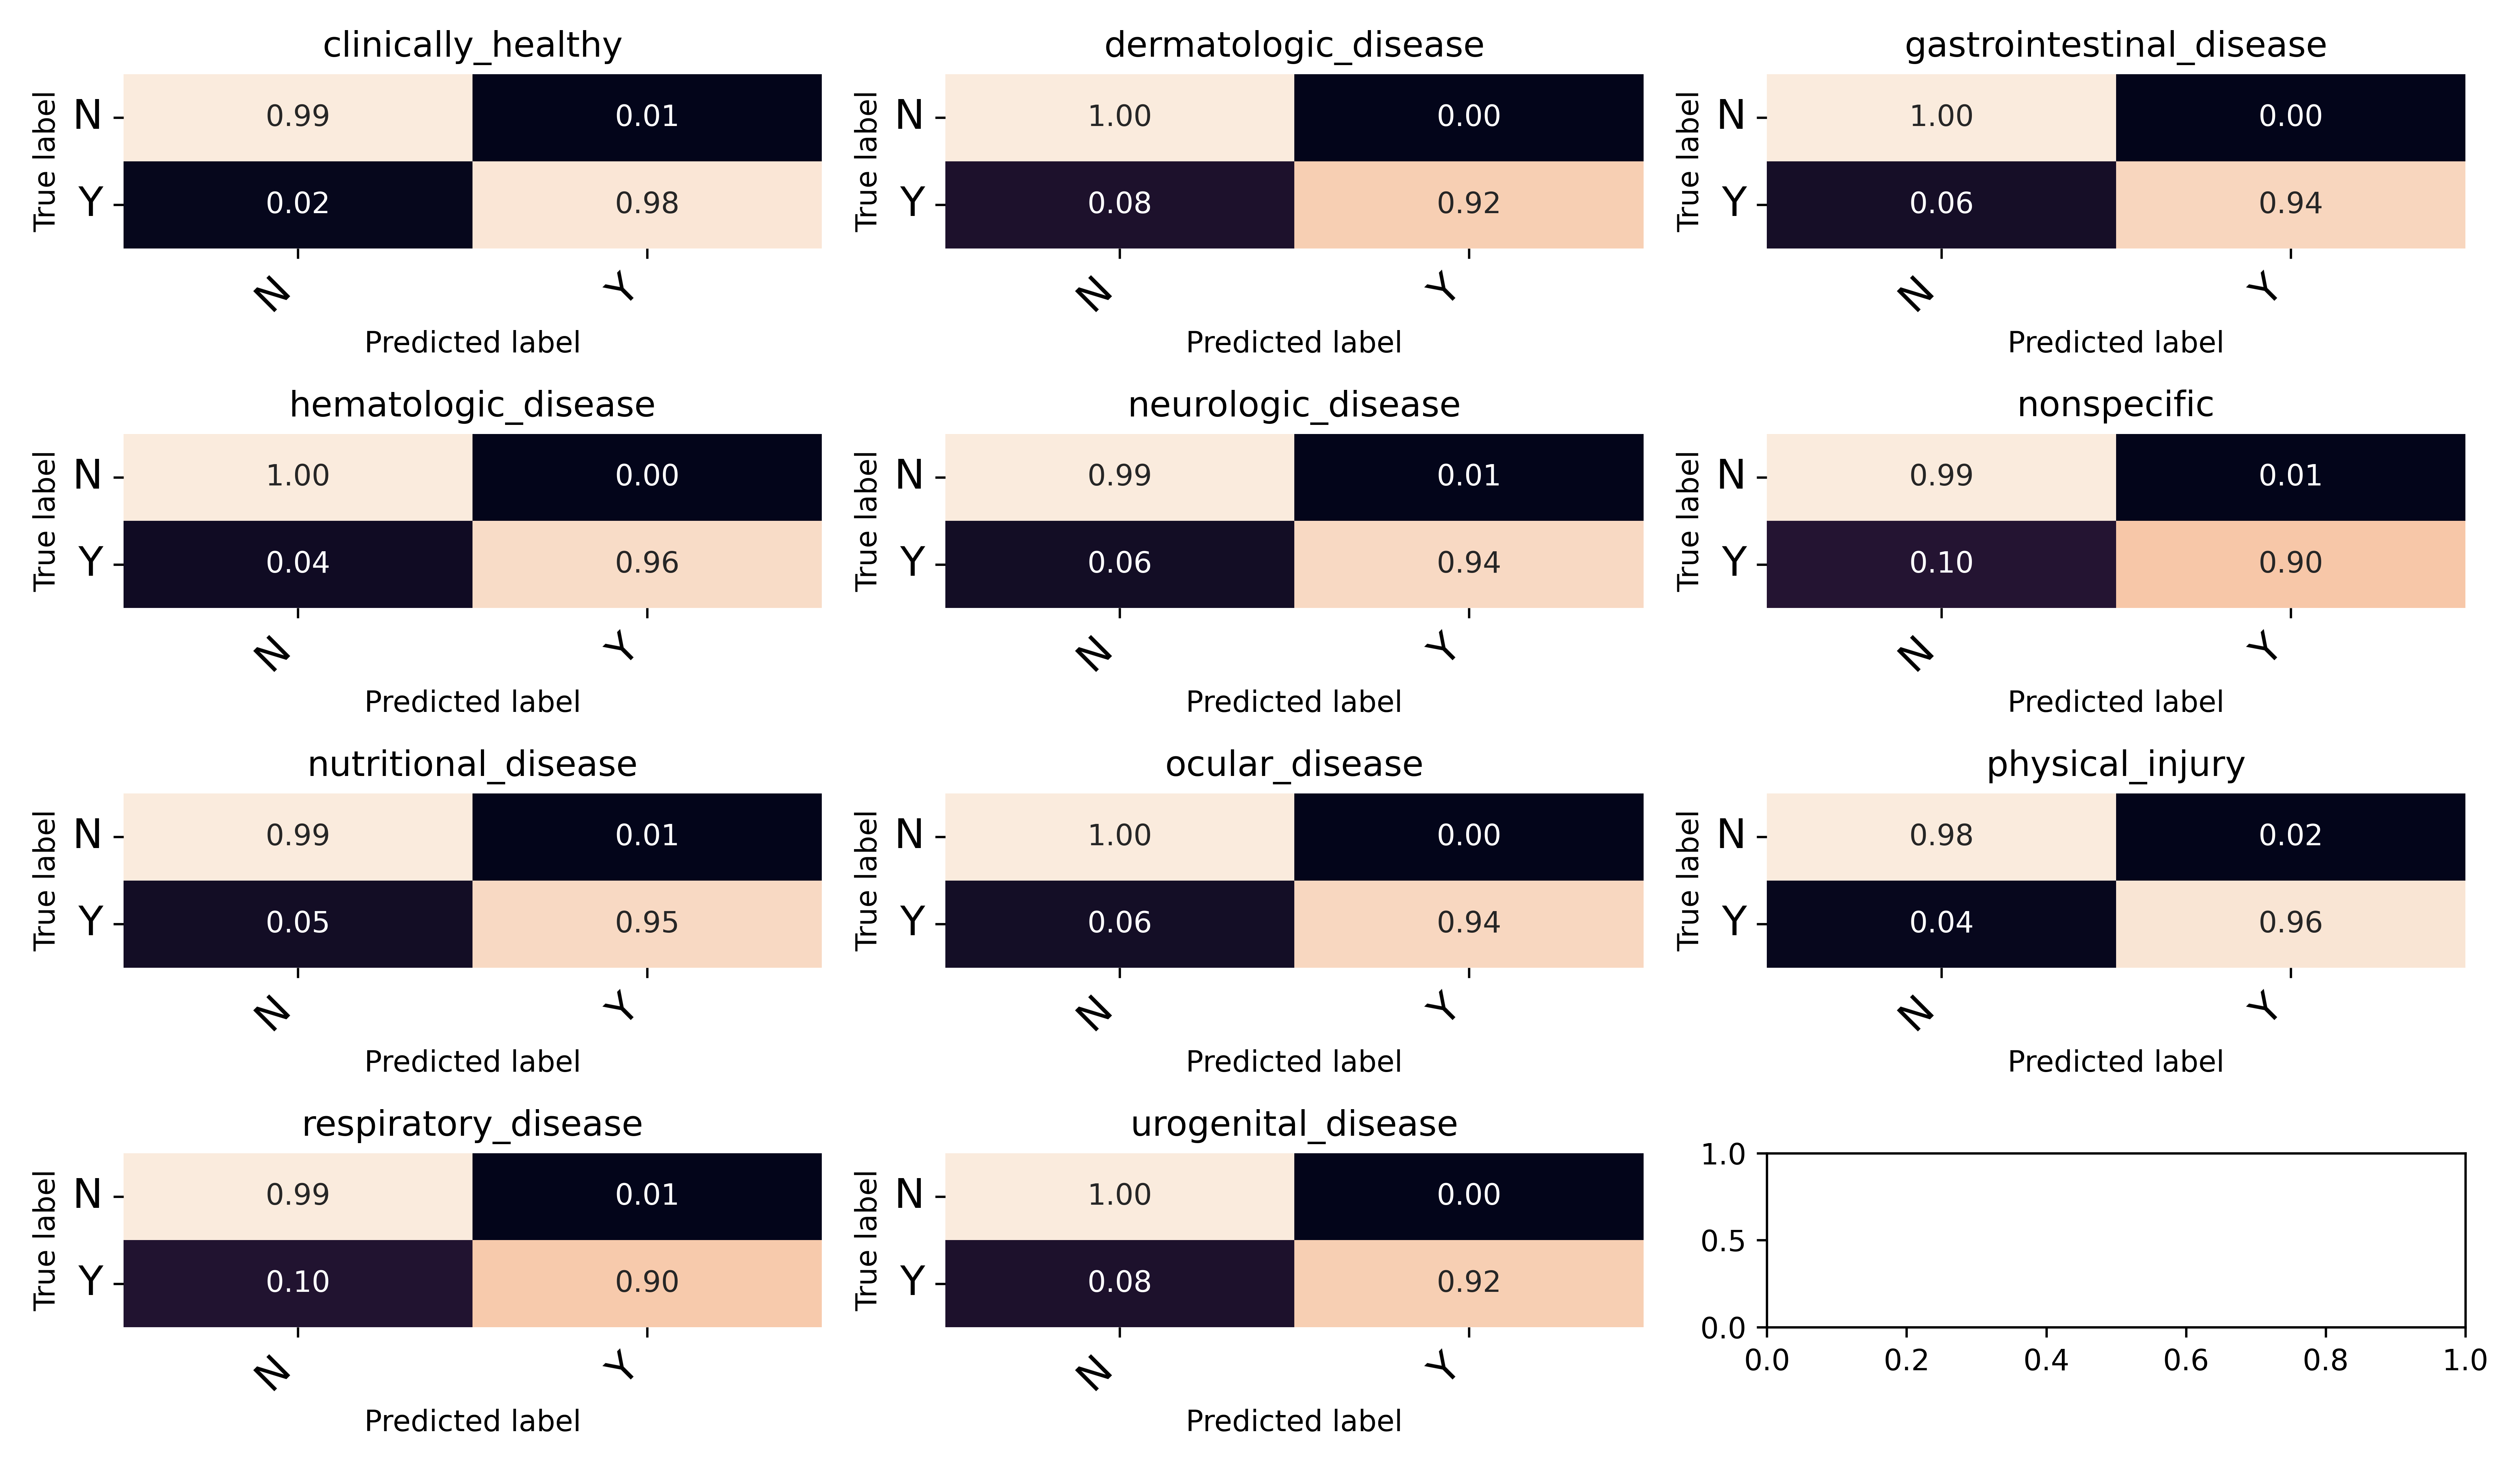 clinically_healthy
dermatologic_disease
gastrointestinal_disease
True label
N
0.99
0.01
Y
0.02
0.98
N
Y
Predicted label
True label
N
1.00
0.00
Y
0.08
0.92
N
Y
Predicted label
True label
N
1.00
0.00
Y
0.06
0.94
N
Y
Predicted label
hematologic_disease
neurologic_disease
nonspecific
True label
N
1.00
0.00
Y
0.04
0.96
N
Y
Predicted label
True label
N
0.99
0.01
Y
0.06
0.94
N
Y
Predicted label
True label
N
0.99
0.01
Y
0.10
0.90
N
Y
Predicted label
nutritional_disease
ocular_disease
physical_injury
True label
N
0.99
0.01
Y
0.05
0.95
N
Y
Predicted label
True label
N
1.00
0.00
Y
0.06
0.94
N
Y
Predicted label
True label
N
0.98
0.02
Y
0.04
0.96
N
Y
Predicted label
respiratory_disease
urogenital_disease
True label
N
0.99
0.01
Y
0.10
0.90
N
Y
Predicted label
True label
N
1.00
0.00
Y
0.08
0.92
N
Y
Predicted label
1.0
0.5
0.0
0.0 0.2 0.4 0.6 0.8 1.0